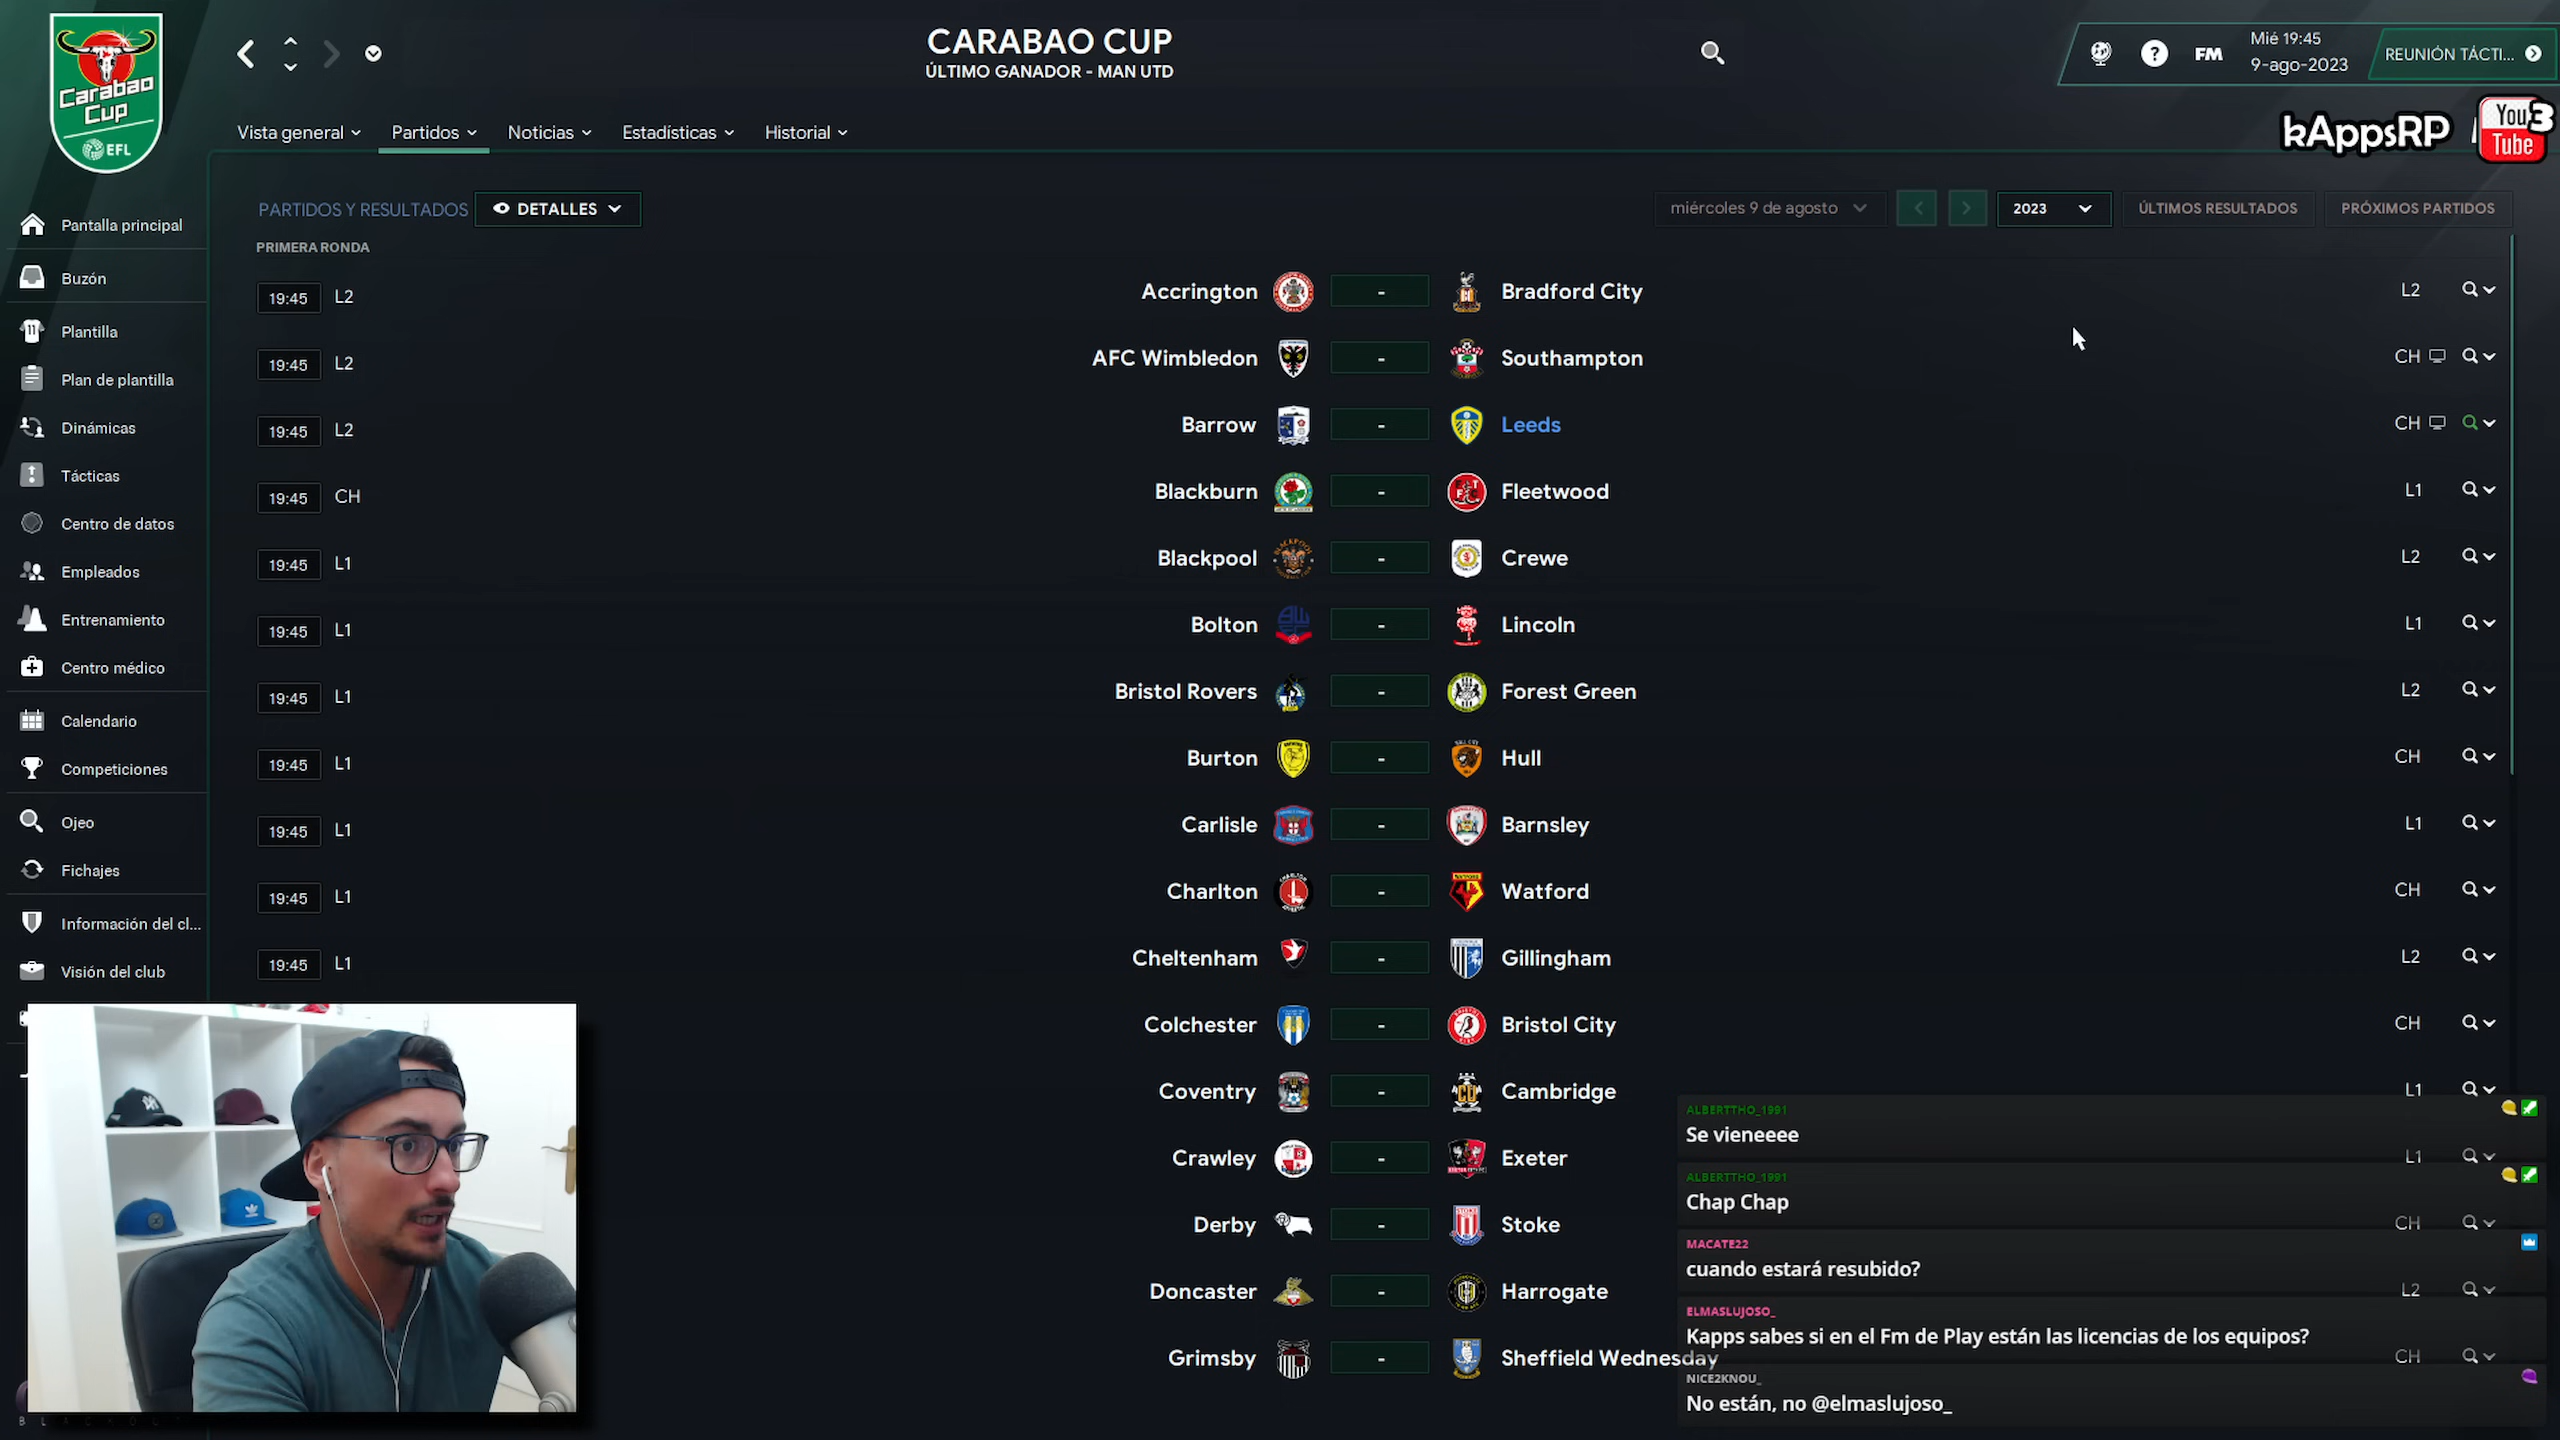 Carabao
Cup
EFL
CARABAO CUP
ÚLTIMO GANADOR - MAN UTD
FM
Mié 19:45
9-ago-2023
REUNIÓN TÁCTI...
Vista general
Partidos
Noticias
Estadísticas
Historial
kAppsRP
You
Tube
3
PARTIDOS Y RESULTADOS
DETALLES
miércoles 9 de agosto
2023
ÚLTIMOS RESULTADOS
PRÓXIMOS PARTIDOS
Pantalla principal
Buzón
Plantilla
Plan de plantilla
Dinámicas
Tácticas
Centro de datos
Empleados
Entrenamiento
Centro médico
Calendario
Competiciones
Ojeo
Fichajes
Información del cl...
Visión del club
PRIMERA RONDA
19:45 L2 Accrington - Bradford City L2
19:45 L2 AFC Wimbledon - Southampton CH
19:45 L2 Barrow - Leeds CH
19:45 CH Blackburn - Fleetwood L1
19:45 L1 Blackpool - Crewe L2
19:45 L1 Bolton - Lincoln L1
19:45 L1 Bristol Rovers - Forest Green L2
19:45 L1 Burton - Hull CH
19:45 L1 Carlisle - Barnsley L1
19:45 L1 Charlton - Watford CH
19:45 L1 Cheltenham - Gillingham L2
Colchester - Bristol City CH
Coventry - Cambridge L1
Crawley - Exeter L1
Derby - Stoke CH
Doncaster - Harrogate L2
Grimsby - Sheffield Wednesday CH
ALBERTTHO_1991
Se vieneeee
ALBERTTHO_1991
Chap Chap
MACATE22
cuando estará resubido?
ELMASLUJOSO_
Kapps sabes si en el Fm de Play están las licencias de los equipos?
NICE2KNOU_
No están, no @elmaslujoso_